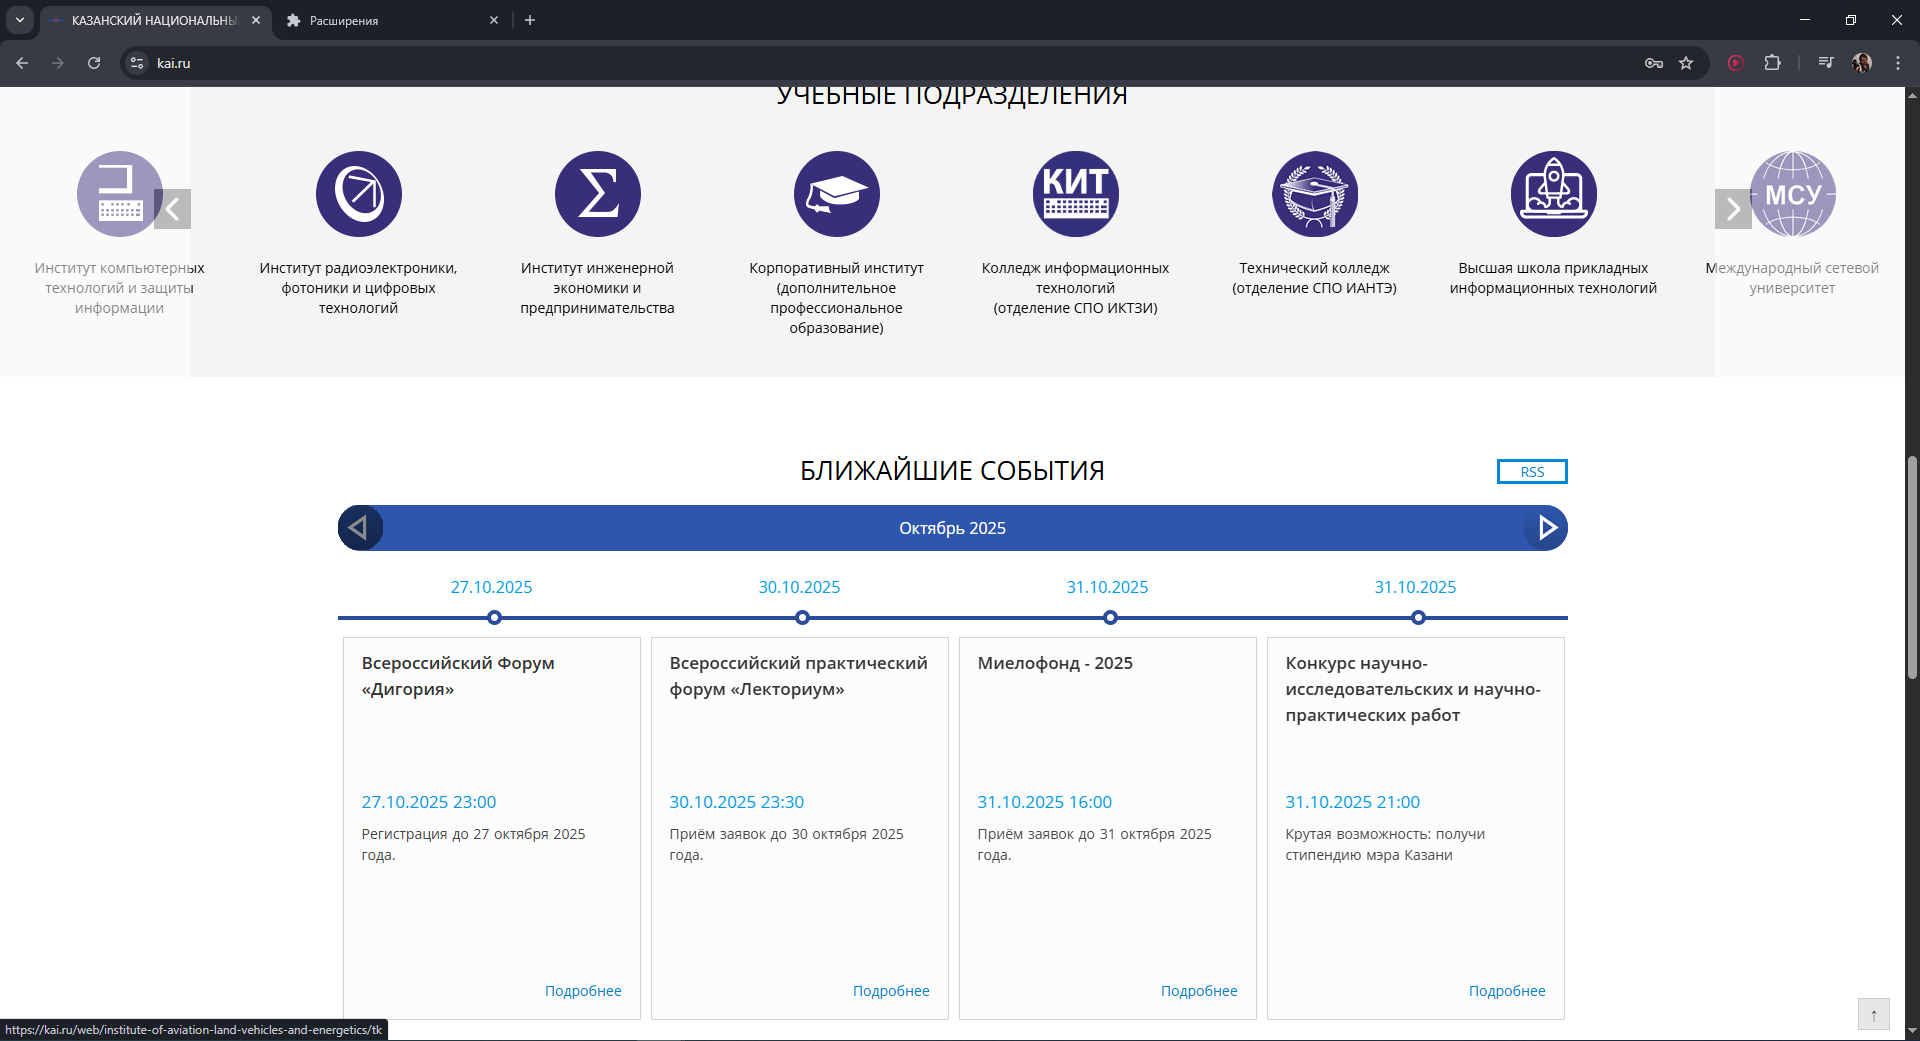 КАЗАНСКИЙ НАЦИОНАЛЬНЫ
Расширения
kai.ru
УЧЕБНЫЕ ПОДРАЗДЕЛЕНИЯ
КИТ
МСУ
Институт компьютерных
технологий и защиты
информации
Институт радиоэлектроники,
фотоники и цифровых
технологий
Институт инженерной
экономики и
предпринимательства
Корпоративный институт
(дополнительное
профессиональное
образование)
Колледж информационных
технологий
(отделение СПО ИКТЗИ)
Технический колледж
(отделение СПО ИАНТЭ)
Высшая школа прикладных
информационных технологий
Международный сетевой
университет
БЛИЖАЙШИЕ СОБЫТИЯ
RSS
Октябрь 2025
27.10.2025
30.10.2025
31.10.2025
31.10.2025
Всероссийский Форум
«Дигория»
27.10.2025 23:00
Регистрация до 27 октября 2025
года.
Подробнее
Всероссийский практический
форум «Лекториум»
30.10.2025 23:30
Приём заявок до 30 октября 2025
года.
Подробнее
Миелофонд - 2025
31.10.2025 16:00
Приём заявок до 31 октября 2025
года.
Подробнее
Конкурс научно-
исследовательских и научно-
практических работ
31.10.2025 21:00
Крутая возможность: получи
стипендию мэра Казани
Подробнее
↑
https://kai.ru/web/institute-of-aviation-land-vehicles-and-energetics/tk